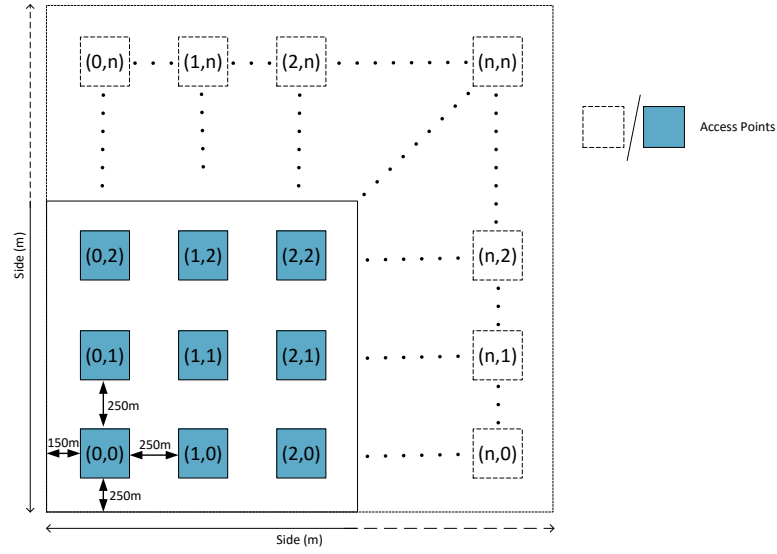 (0,n) (1,n) (2,n) (n,n)
Access Points
(0,2) (1,2) (2,2) (n,2)
Side (m)
(0,1) (1,1) (2,1) (n,1)
250m
150m 250m
(0,0) (1,0) (2,0) (n,0)
250m
Side (m)